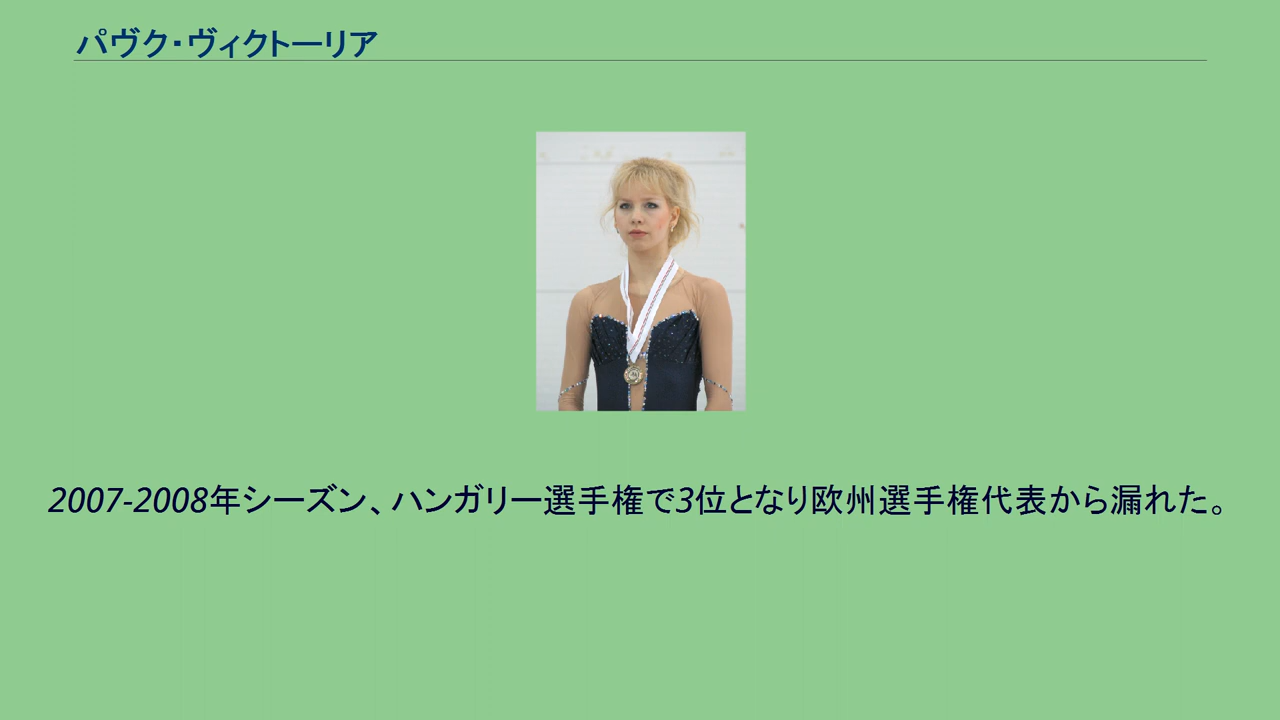 パヴク・ヴィクトーリア
2007-2008年シーズン、ハンガリー選手権で3位となり欧州選手権代表から漏れた。